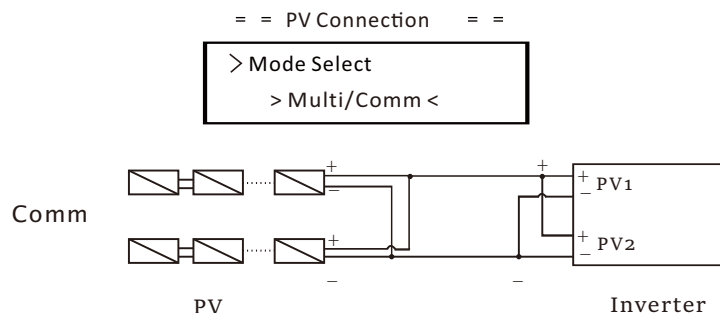 = = PV Connection = =
> Mode Select
> Multi/Comm <
Comm
+
−
+
−
+
−
+ PV1
−
+ PV2
−
PV
Inverter